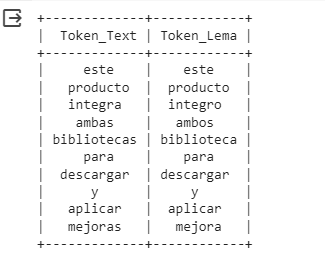 +-------------+------------+
| Token_Text | Token_Lema |
+-------------+------------+
| este | este |
| producto | producto |
| integra | integro |
| ambas | ambos |
| bibliotecas | biblioteca |
| para | para |
| descargar | descargar |
| y | y |
| aplicar | aplicar |
| mejoras | mejora |
+-------------+------------+